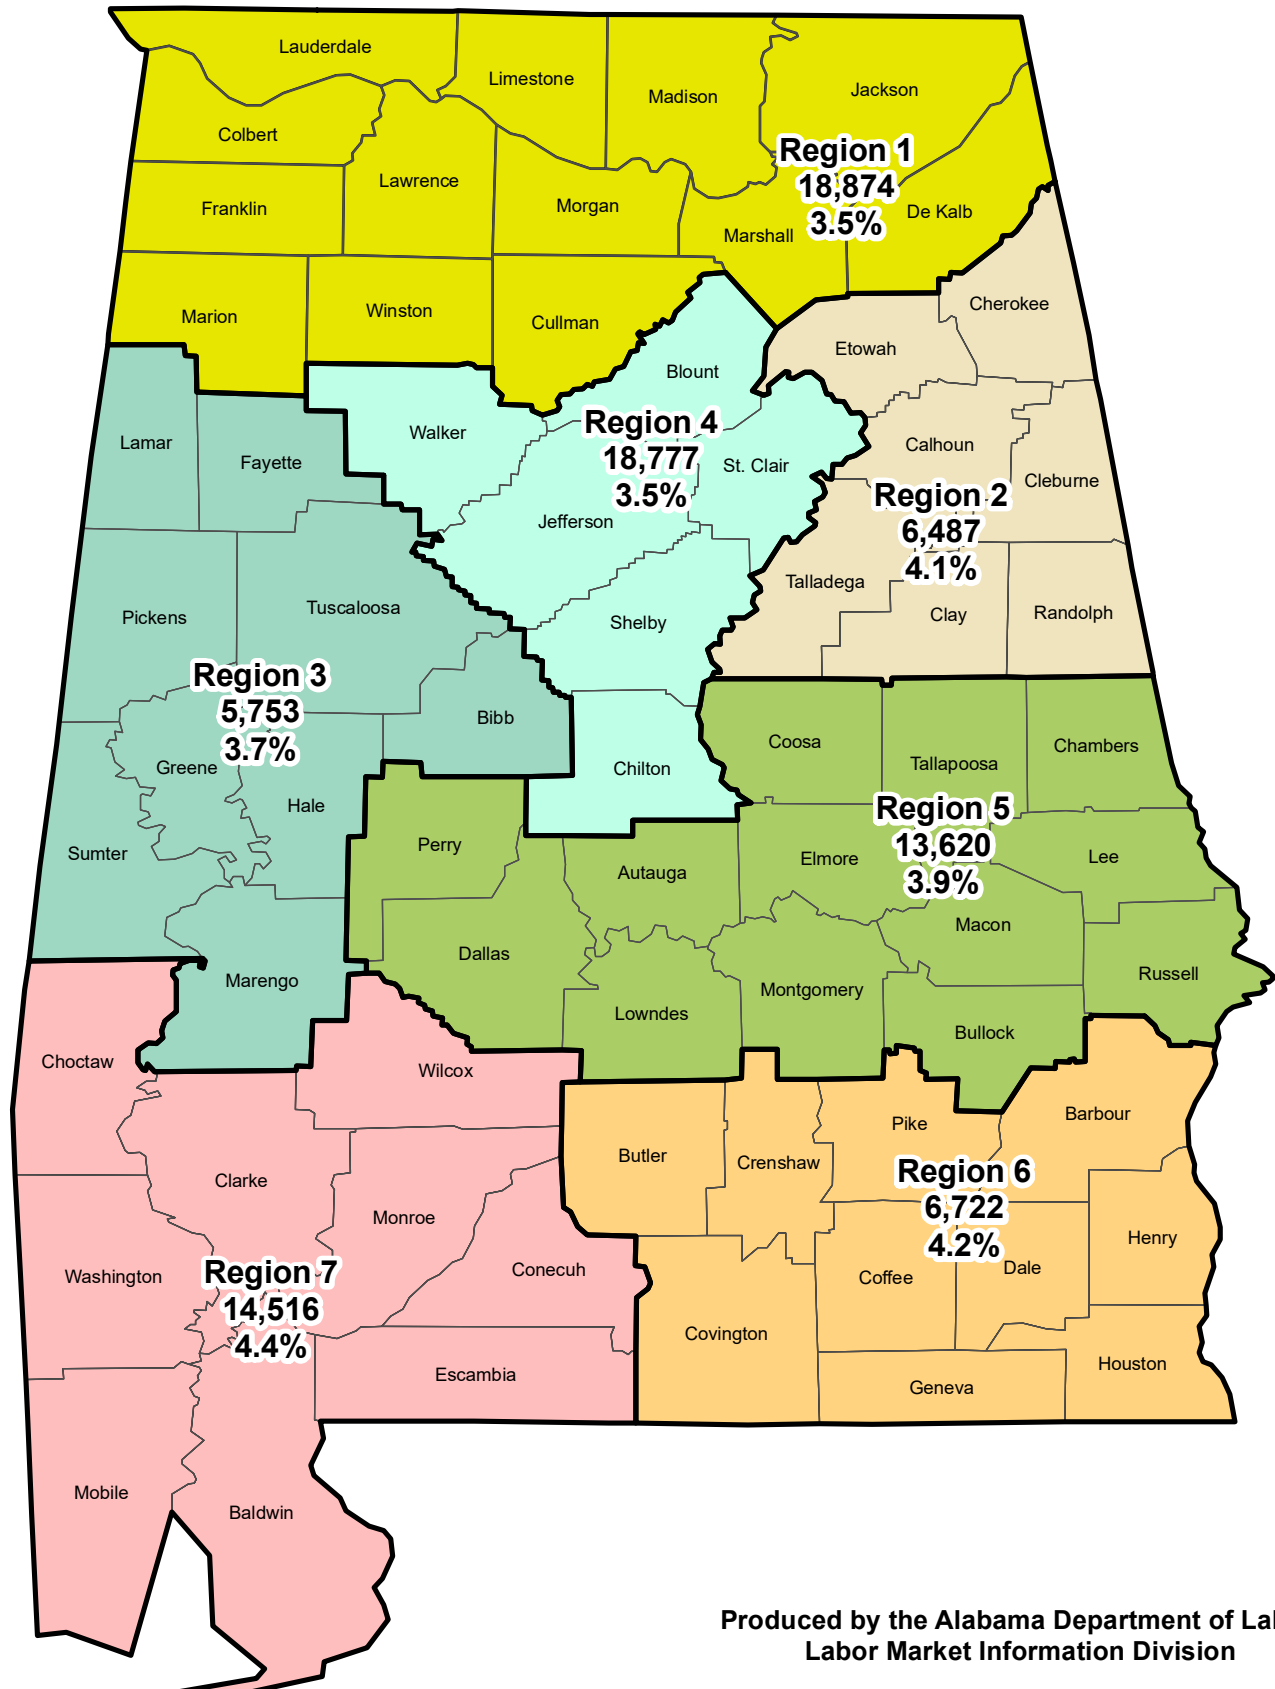 Lauderdale
Limestone
Madison
Jackson
Colbert
Region 1
18,874
3.5%
Lawrence
Franklin
Morgan
De Kalb
Marshall
Marion
Winston
Cullman
Cherokee
Etowah
Blount
Walker
Region 4
18,777
3.5%
St. Clair
Jefferson
Shelby
Chilton
Lamar
Fayette
Calhoun
Cleburne
Region 2
6,487
4.1%
Talladega
Clay
Randolph
Pickens
Tuscaloosa
Region 3
5,753
3.7%
Bibb
Greene
Hale
Sumter
Marengo
Coosa
Tallapoosa
Chambers
Region 5
13,620
3.9%
Perry
Autauga
Elmore
Lee
Macon
Dallas
Lowndes
Montgomery
Russell
Bullock
Choctaw
Wilcox
Clarke
Monroe
Conecuh
Washington
Region 7
14,516
4.4%
Escambia
Mobile
Baldwin
Butler
Crenshaw
Pike
Barbour
Region 6
6,722
4.2%
Henry
Coffee
Dale
Covington
Geneva
Houston
Produced by the Alabama Department of La
Labor Market Information Division